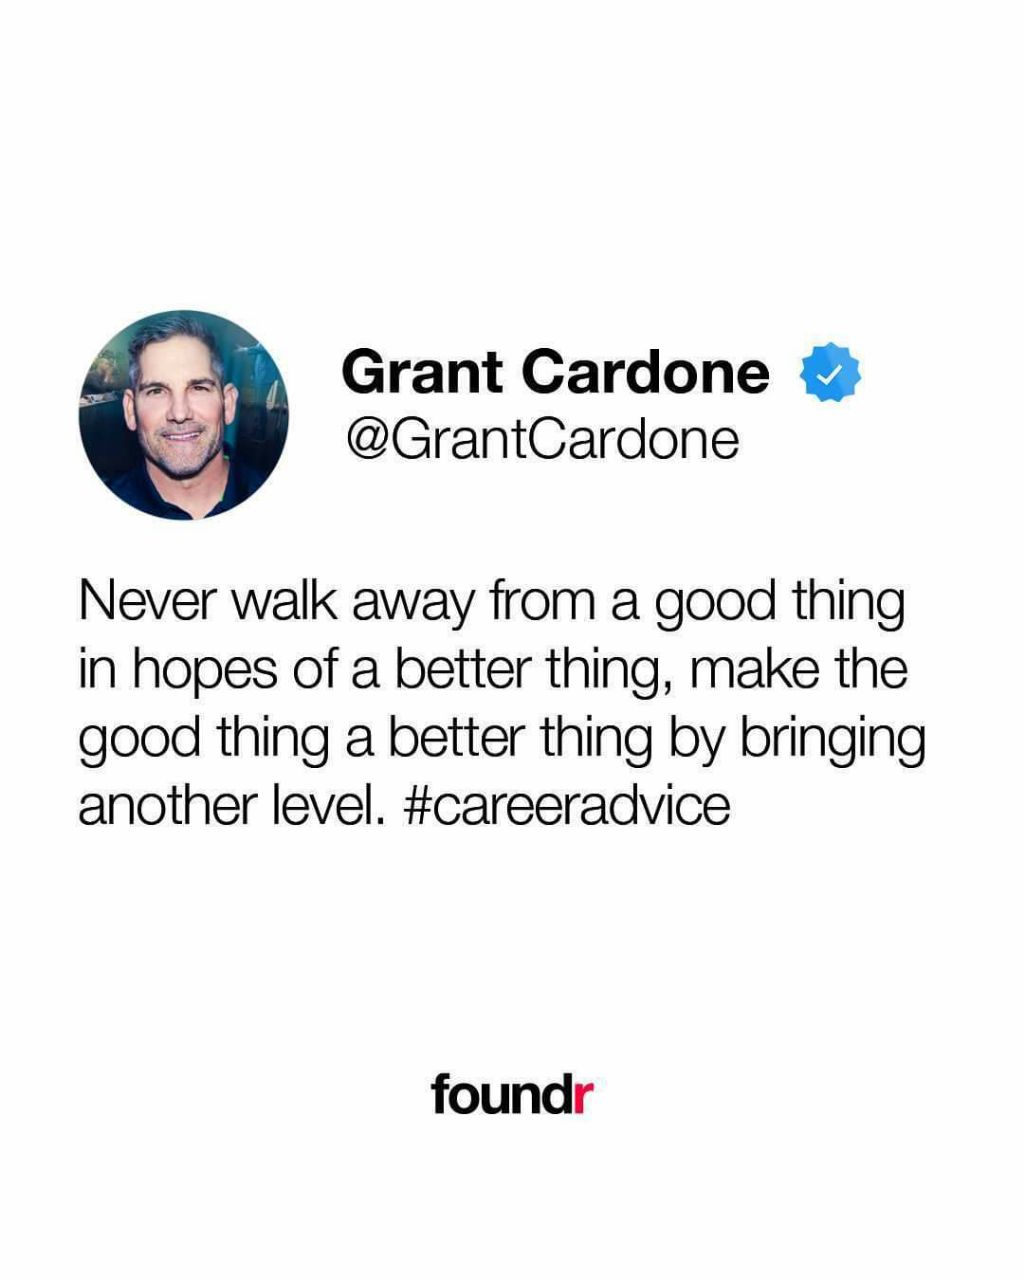 Grant Cardone
@GrantCardone
Never walk away from a good thing
in hopes of a better thing, make the
good thing a better thing by bringing
another level. #careeradvice
foundr